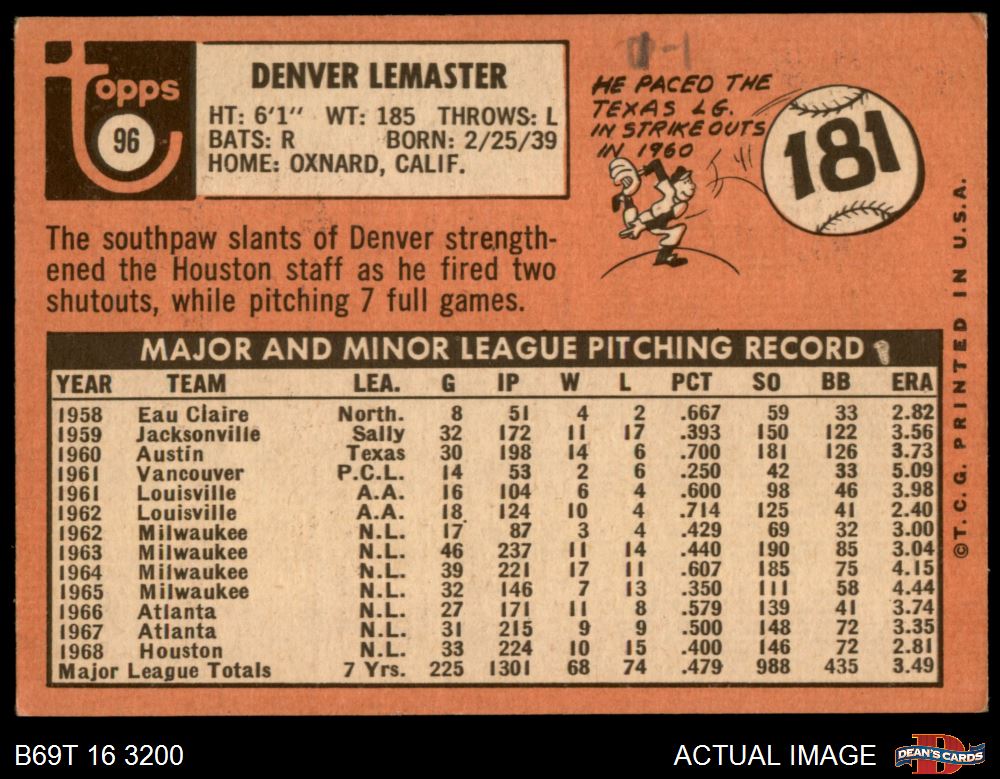 Topps
96
DENVER LEMASTER
HT: 6'1" WT: 185 THROWS: L
BATS: R BORN: 2/25/39
HOME: OXNARD, CALIF.
HE PACED THE
TEXAS LG.
IN STRIKEOUTS
IN 1960
181
The southpaw slants of Denver strength-
ened the Houston staff as he fired two
shutouts, while pitching 7 full games.
MAJOR AND MINOR LEAGUE PITCHING RECORD
YEAR TEAM LEA. G IP W L PCT SO BB ERA
1958 Eau Claire North. 8 51 4 2 .667 59 33 2.82
1959 Jacksonville Sally 32 172 11 17 .393 150 122 3.56
1960 Austin Texas 30 198 14 6 .700 181 126 3.73
1961 Vancouver P.C.L. 14 53 2 6 .250 42 33 5.09
1961 Louisville A.A. 16 104 6 4 .600 98 46 3.98
1962 Louisville A.A. 18 124 10 4 .714 125 41 2.40
1962 Milwaukee N.L. 17 87 3 4 .429 69 32 3.00
1963 Milwaukee N.L. 46 237 11 14 .440 190 85 3.04
1964 Milwaukee N.L. 39 221 17 11 .607 185 75 4.15
1965 Milwaukee N.L. 32 146 7 13 .350 111 58 4.44
1966 Atlanta N.L. 27 171 11 8 .579 139 41 3.74
1967 Atlanta N.L. 31 215 9 9 .500 148 72 3.35
1968 Houston N.L. 33 224 10 15 .400 146 72 2.81
Major League Totals 7 Yrs. 225 1301 68 74 .479 988 435 3.49
©T.C.G. PRINTED IN U.S.A.
B69T 16 3200
ACTUAL IMAGE
DEAN'S CARDS